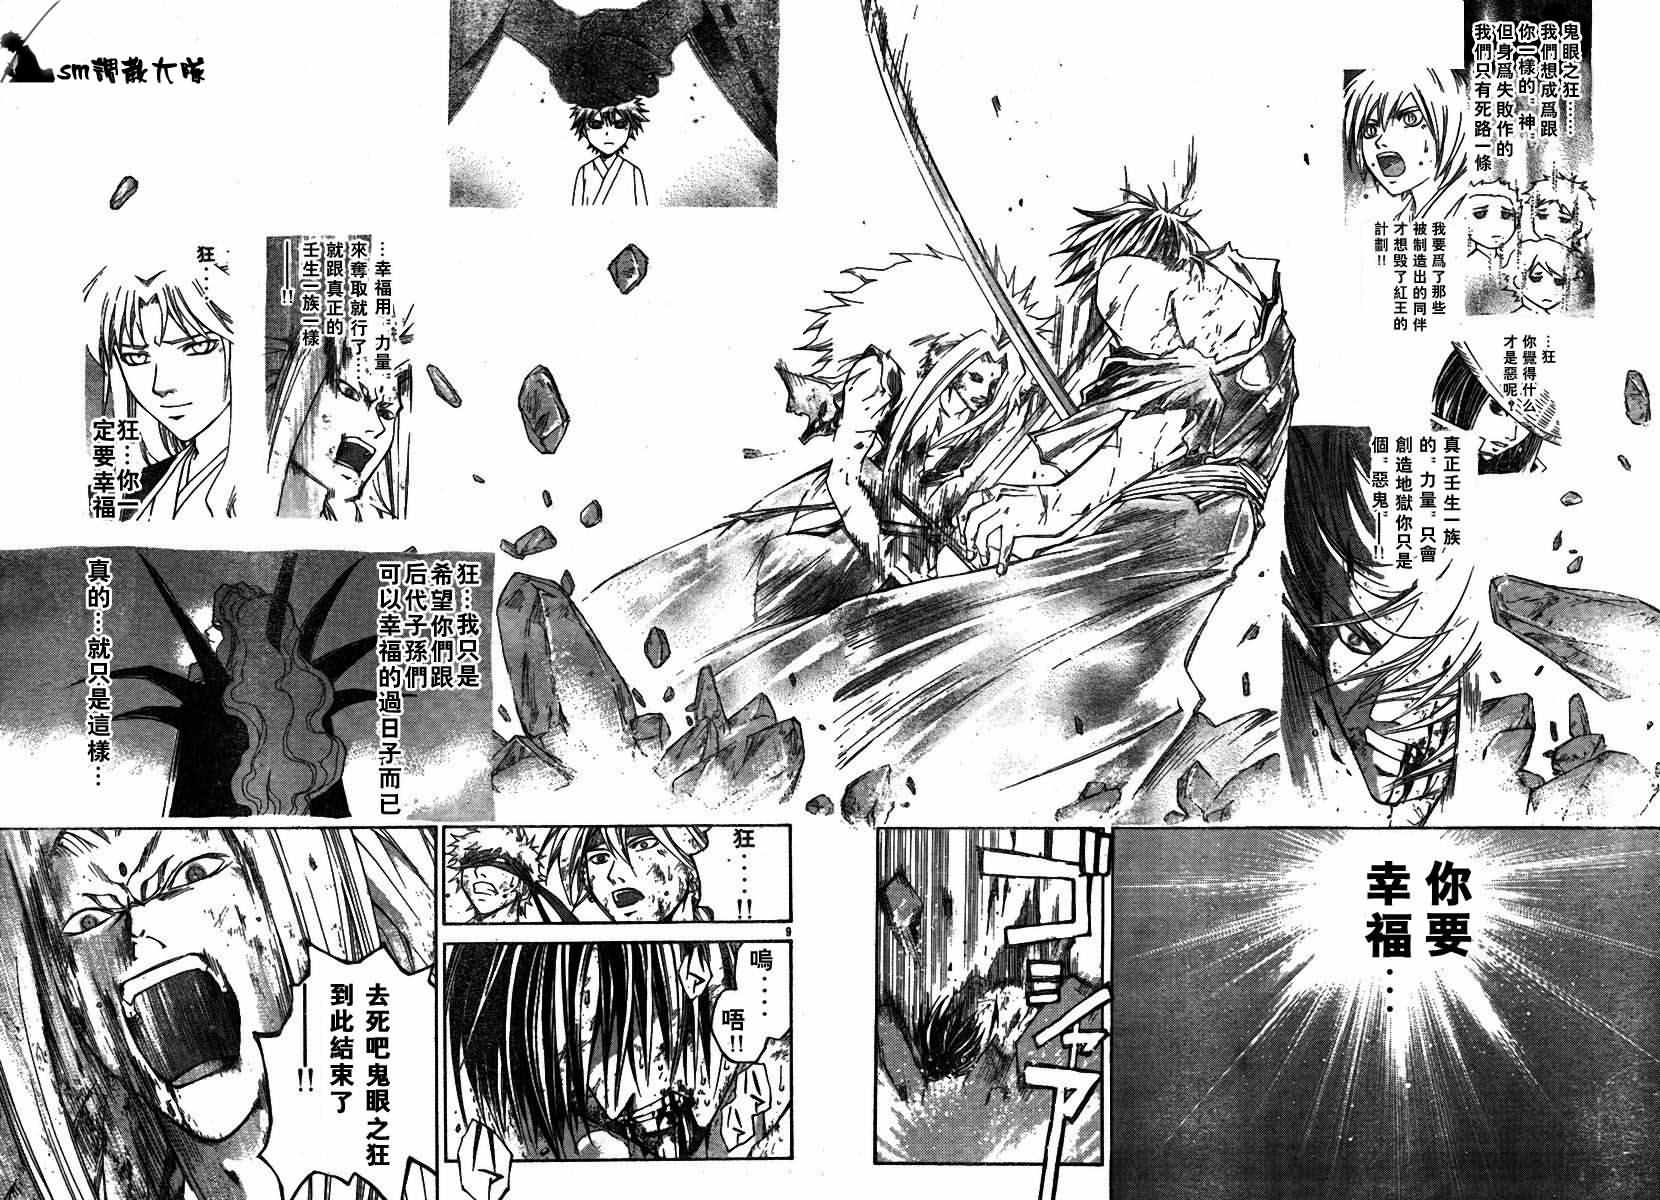 鬼眼之狂……
我們想成爲跟
你一樣的〝神〞
但身爲失敗作的
我們只有死路一條
我要爲了那些
被制造出的同伴
才想毀了紅王的
計劃!!
…狂
你覺得什么
才是惡呢?
真正壬生一族
的〝力量〞只會
創造地獄你只是
個〝惡鬼〞——!!
…幸福用〝力量〞
來奪取就行了…
就跟真正的
壬生一族一樣
——!!
狂…
狂…你一
定要幸福
狂…我只是
希望你們跟
后代子孫們
可以幸福的過日子而已
真的…就只是這樣…
你要
幸福…
ゴゴ
シャア
狂……!!
嗚……
唔!!
9
去死吧鬼眼之狂
到此結束了
——!!
sm調散大隊